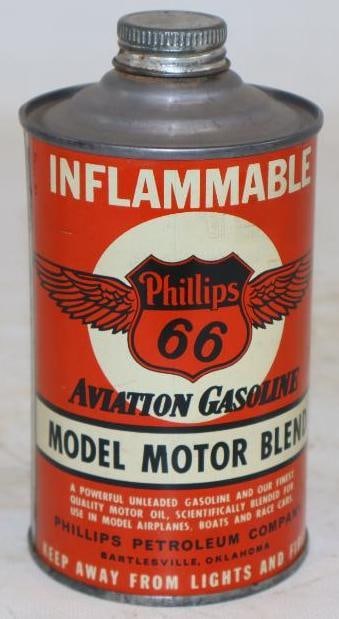 INFLAMMABLE
Phillips
66
AVIATION GASOLINE
MODEL MOTOR BLEND
A POWERFUL UNLEADED GASOLINE AND OUR FINEST
QUALITY MOTOR OIL, SCIENTIFICALLY BLENDED FOR
USE IN MODEL AIRPLANES, BOATS AND RACE CARS.
PHILLIPS PETROLEUM COMPANY
BARTLESVILLE, OKLAHOMA
KEEP AWAY FROM LIGHTS AND FIRE